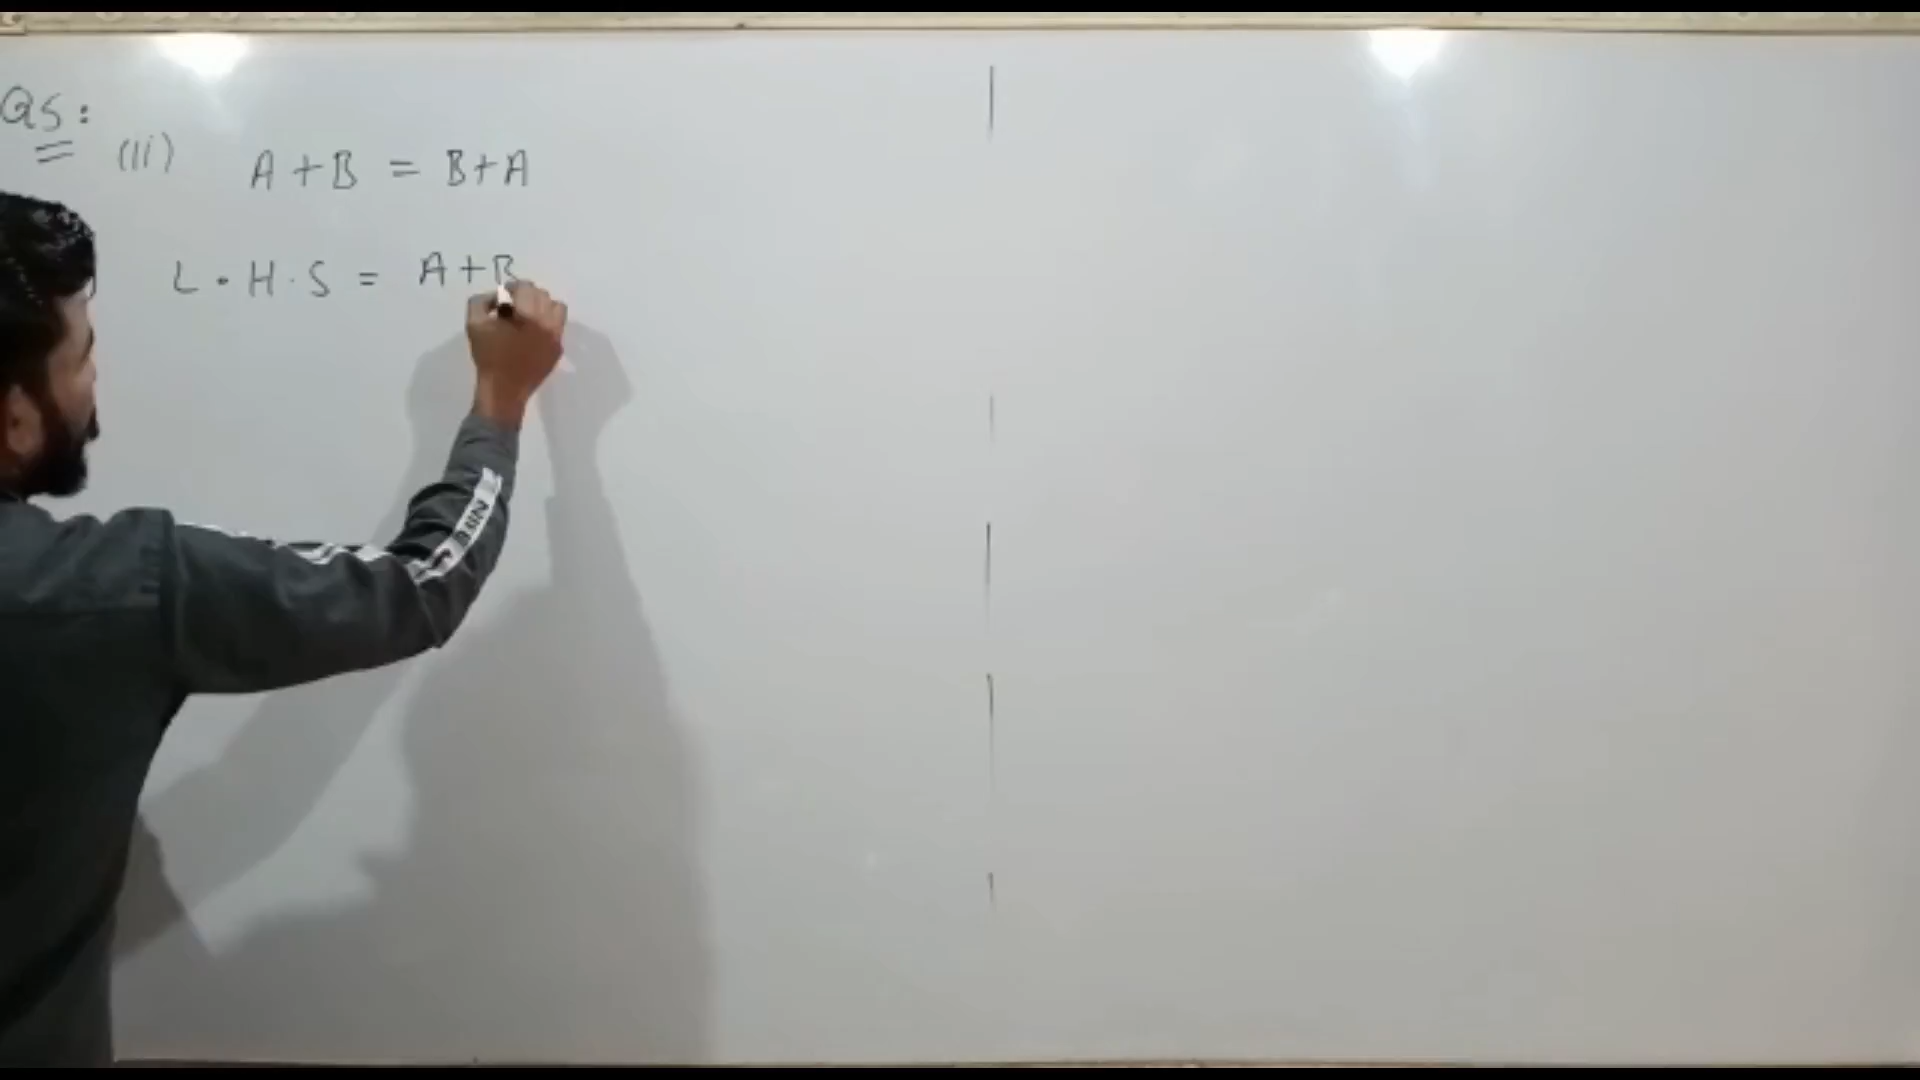 Q5:
(ii) A + B = B + A
L.H.S = A + B